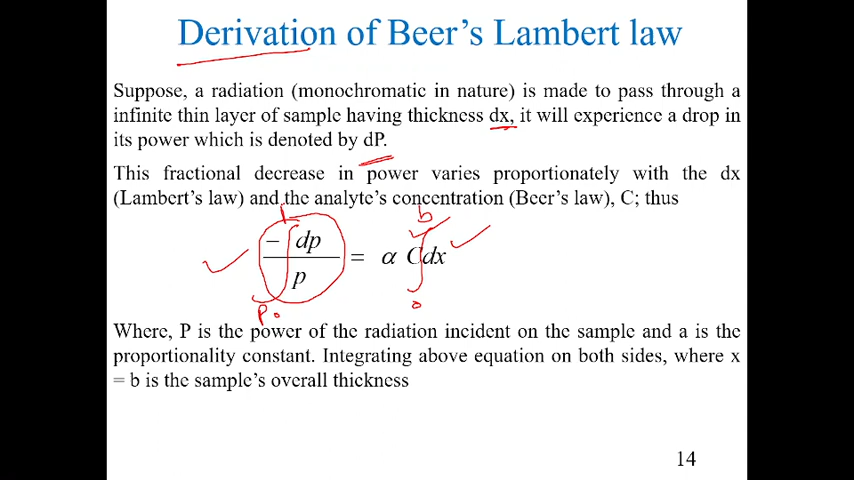 Derivation of Beer's Lambert law
Suppose, a radiation (monochromatic in nature) is made to pass through a
infinite thin layer of sample having thickness dx, it will experience a drop in
its power which is denoted by dP.
This fractional decrease in power varies proportionately with the dx
(Lambert's law) and the analyte's concentration (Beer's law), C; thus
b
− dp / p = α Cdx
P₀ 0
Where, P is the power of the radiation incident on the sample and a is the
proportionality constant. Integrating above equation on both sides, where x
= b is the sample's overall thickness
14